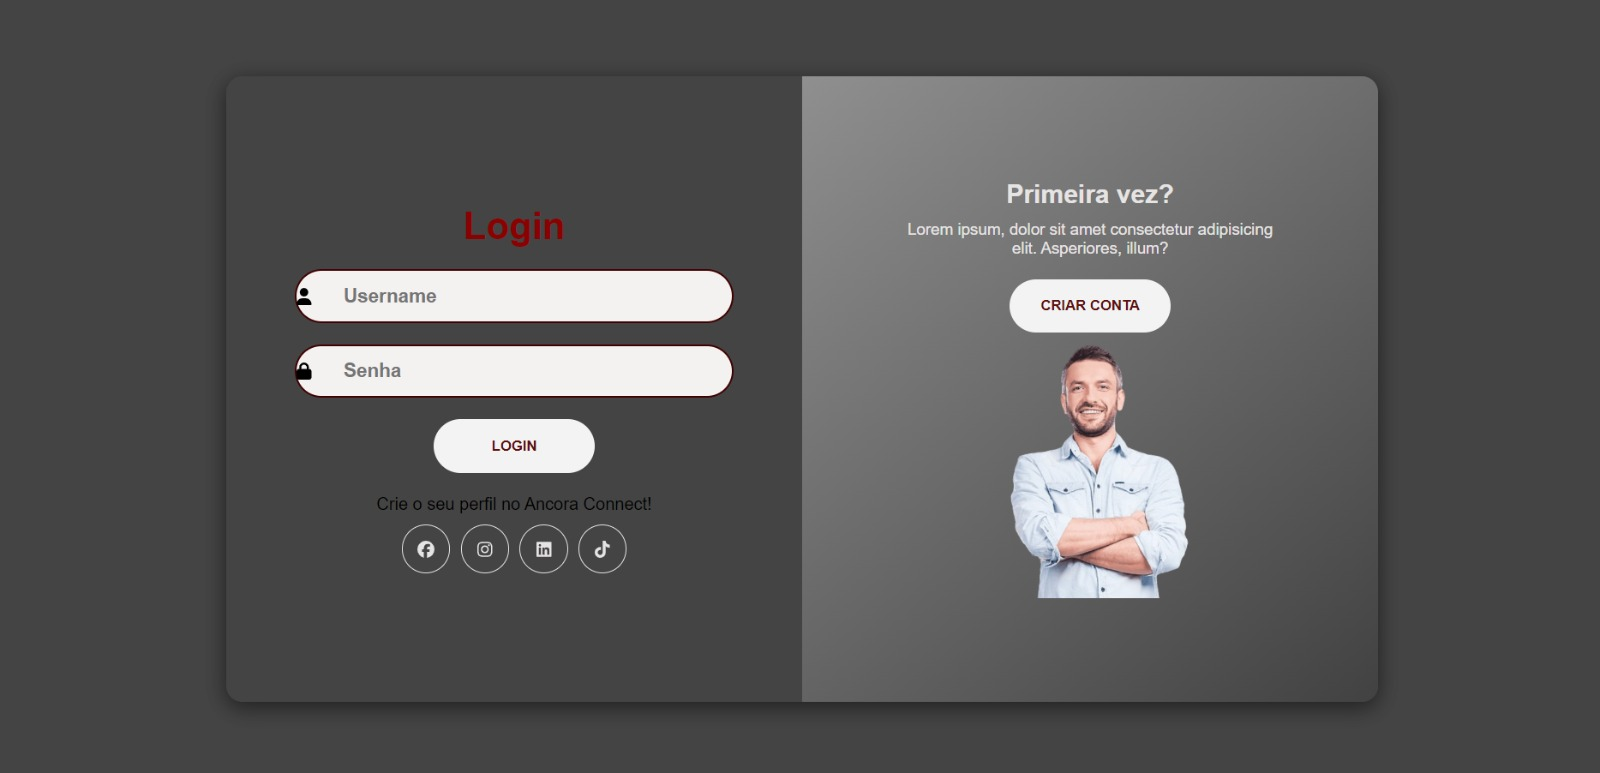 Login
Username
Senha
LOGIN
Crie o seu perfil no Ancora Connect!
Primeira vez?
Lorem ipsum, dolor sit amet consectetur adipisicing
elit. Asperiores, illum?
CRIAR CONTA